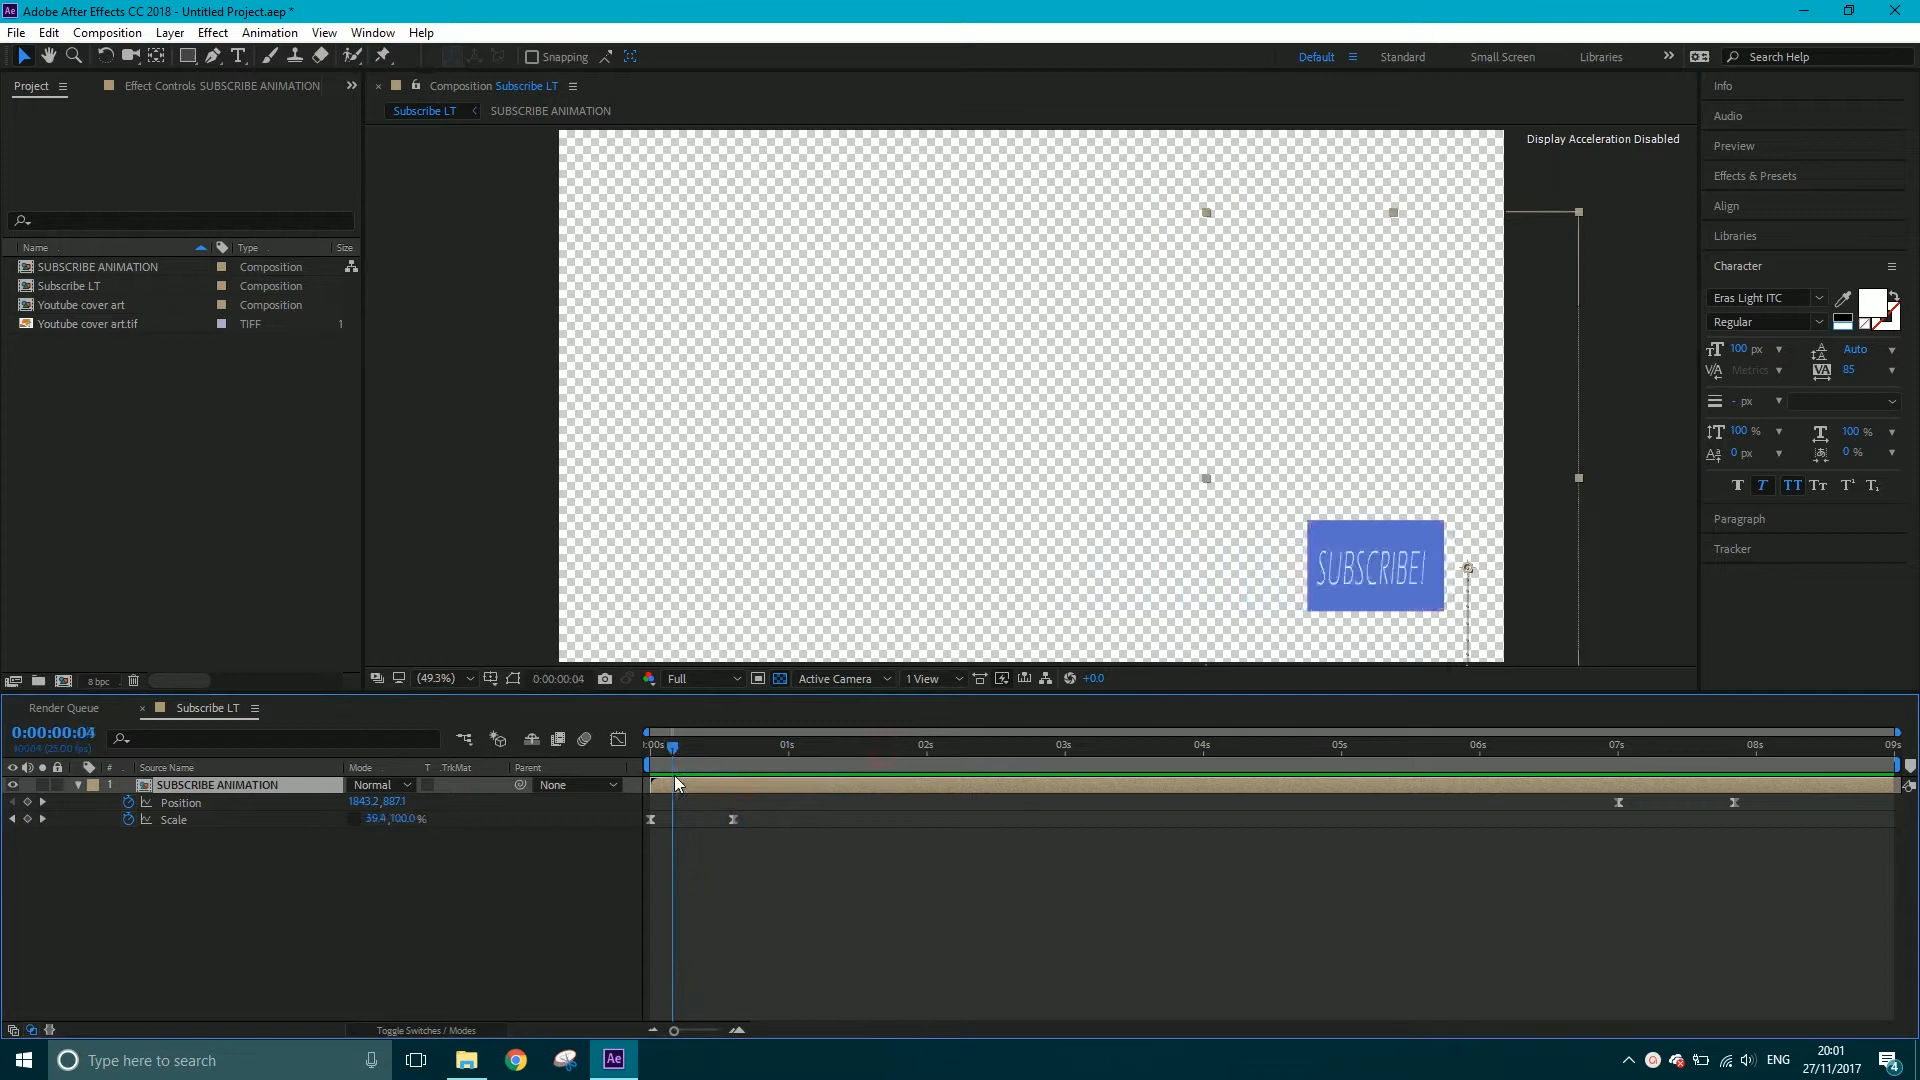 Adobe After Effects CC 2018 - Untitled Project.aep *
File Edit Composition Layer Effect Animation View Window Help
Snapping Default Standard Small Screen Libraries Search Help
Project Effect Controls SUBSCRIBE ANIMATION Composition Subscribe LT
Subscribe LT SUBSCRIBE ANIMATION
Display Acceleration Disabled
Info
Audio
Preview
Effects & Presets
Align
Libraries
Character
Eras Light ITC
Regular
100 px Auto
Metrics 85
- px
100 % 100 %
0 px 0 %
Paragraph
Tracker
Name Type Size
SUBSCRIBE ANIMATION Composition
Subscribe LT Composition
Youtube cover art Composition
Youtube cover art.tif TIFF 1
SUBSCRIBE!
8 bpc (49.3%) 0:00:00:04 Full Active Camera 1 View +0.0
Render Queue Subscribe LT
0:00:00:04
00004 (25.00 fps)
:00s 01s 02s 03s 04s 05s 06s 07s 08s 09s
# Source Name Mode T .TrkMat Parent
1 SUBSCRIBE ANIMATION Normal None
Position 1843.2,887.1
Scale 39.4,100.0 %
Toggle Switches / Modes
Type here to search
ENG
20:01
27/11/2017
4